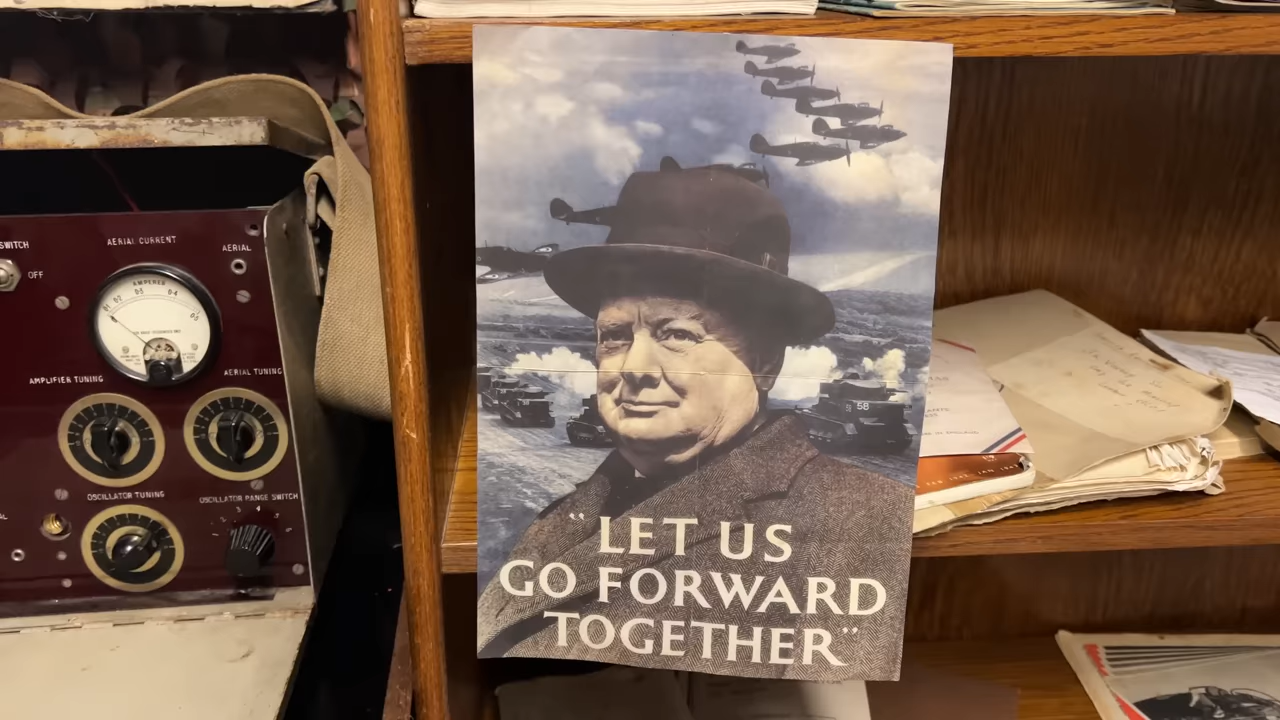 SWITCH
OFF
AERIAL CURRENT
AERIAL
AMPERES
AMPLIFIER TUNING
AERIAL TUNING
OSCILLATOR TUNING
OSCILLATOR RANGE SWITCH
58
"LET US
GO FORWARD
TOGETHER"